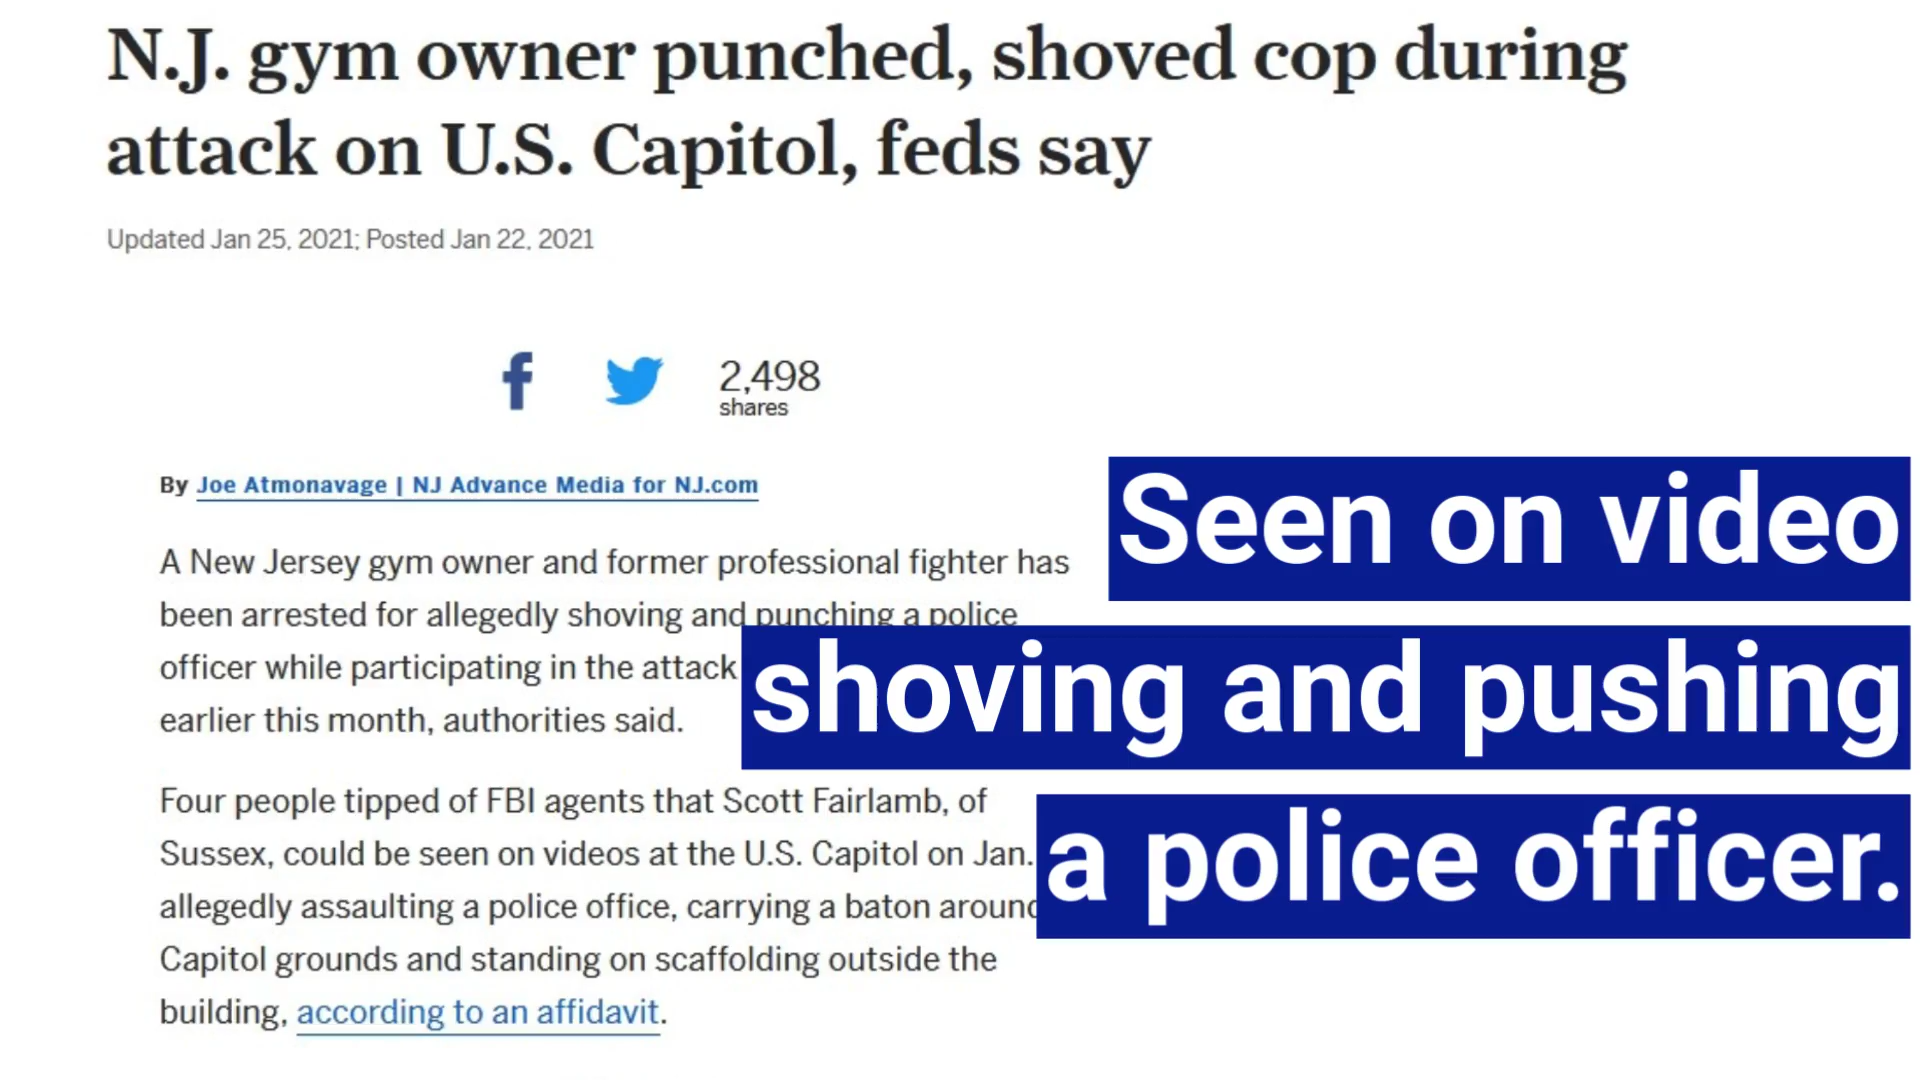 N.J. gym owner punched, shoved cop during
attack on U.S. Capitol, feds say
Updated Jan 25, 2021; Posted Jan 22, 2021
2,498
shares
By Joe Atmonavage | NJ Advance Media for NJ.com
A New Jersey gym owner and former professional fighter has
been arrested for allegedly shoving and punching a police
officer while participating in the attack
earlier this month, authorities said.
Four people tipped of FBI agents that Scott Fairlamb, of
Sussex, could be seen on videos at the U.S. Capitol on Jan.
allegedly assaulting a police office, carrying a baton around
Capitol grounds and standing on scaffolding outside the
building, according to an affidavit.
Seen on video
shoving and pushing
a police officer.